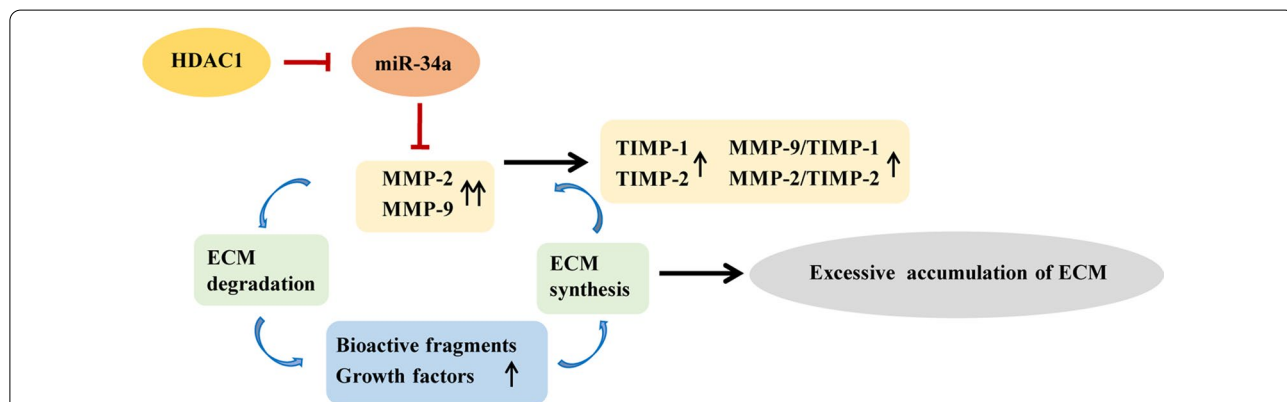 HDAC1
miR-34a
TIMP-1
TIMP-2
MMP-9/TIMP-1
MMP-2/TIMP-2
MMP-2
MMP-9
ECM
degradation
ECM
synthesis
Excessive accumulation of ECM
Bioactive fragments
Growth factors